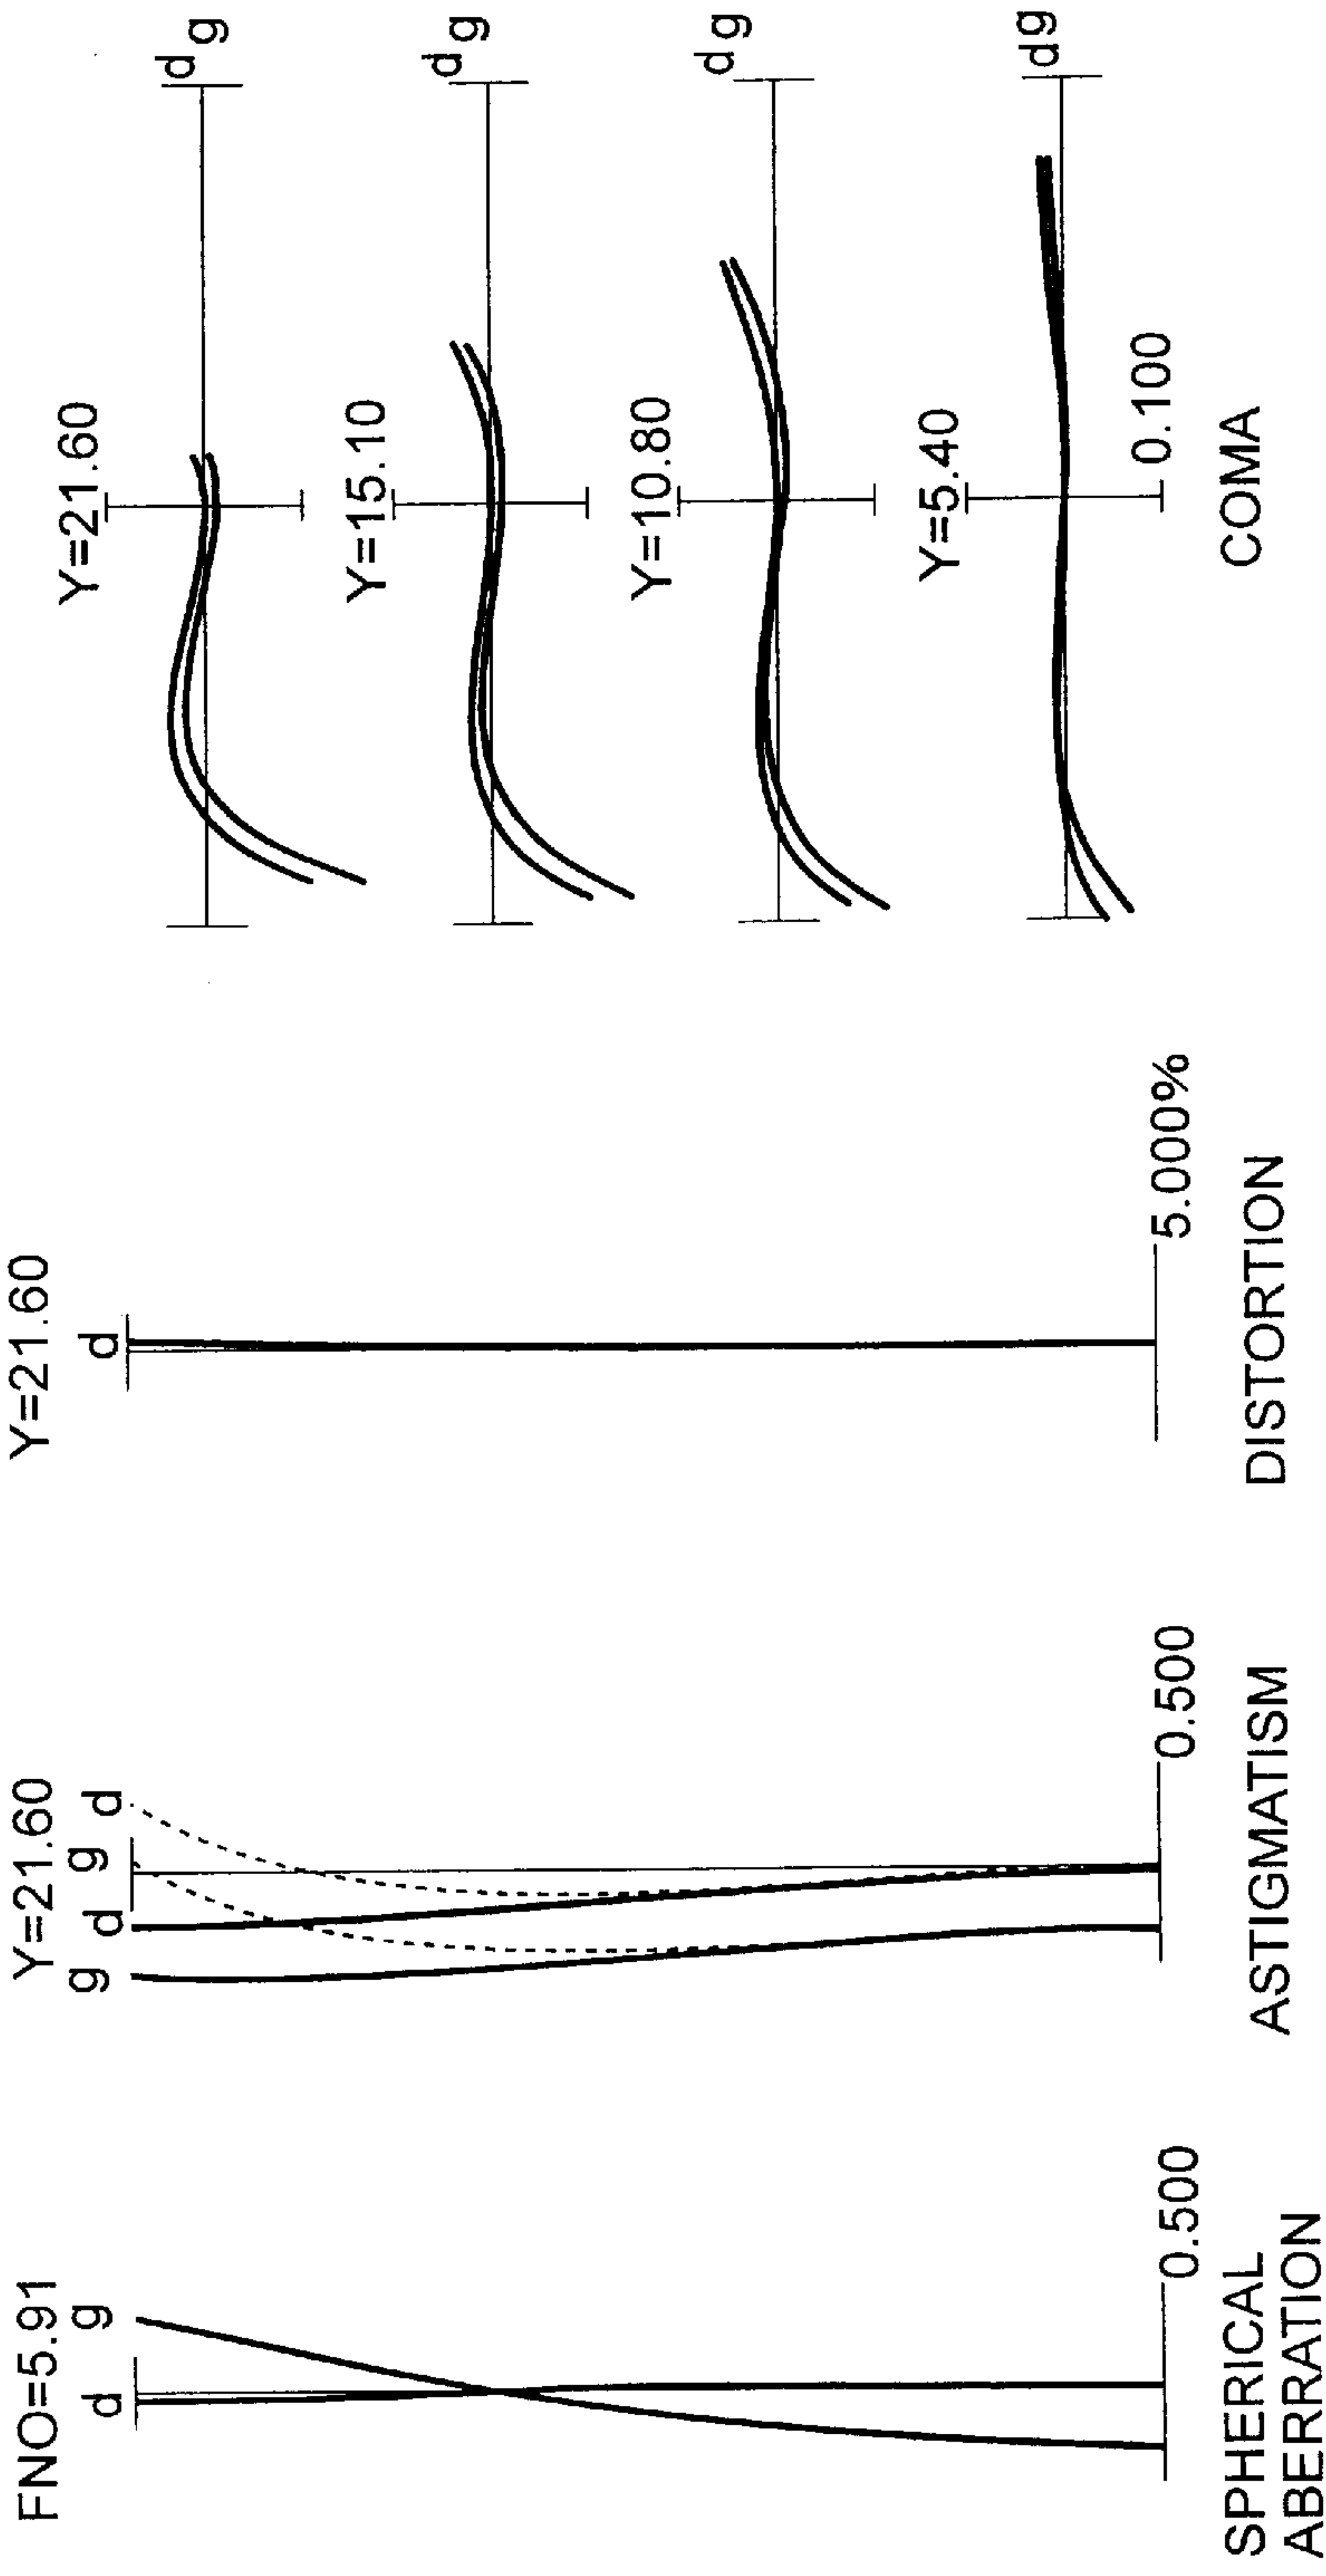 FNO=5.91
d g
0.500
SPHERICAL
ABERRATION
Y=21.60
g d g d
0.500
ASTIGMATISM
Y=21.60
d
5.000%
DISTORTION
Y=21.60
d g
Y=15.10
d g
Y=10.80
d g
Y=5.40
d g
0.100
COMA